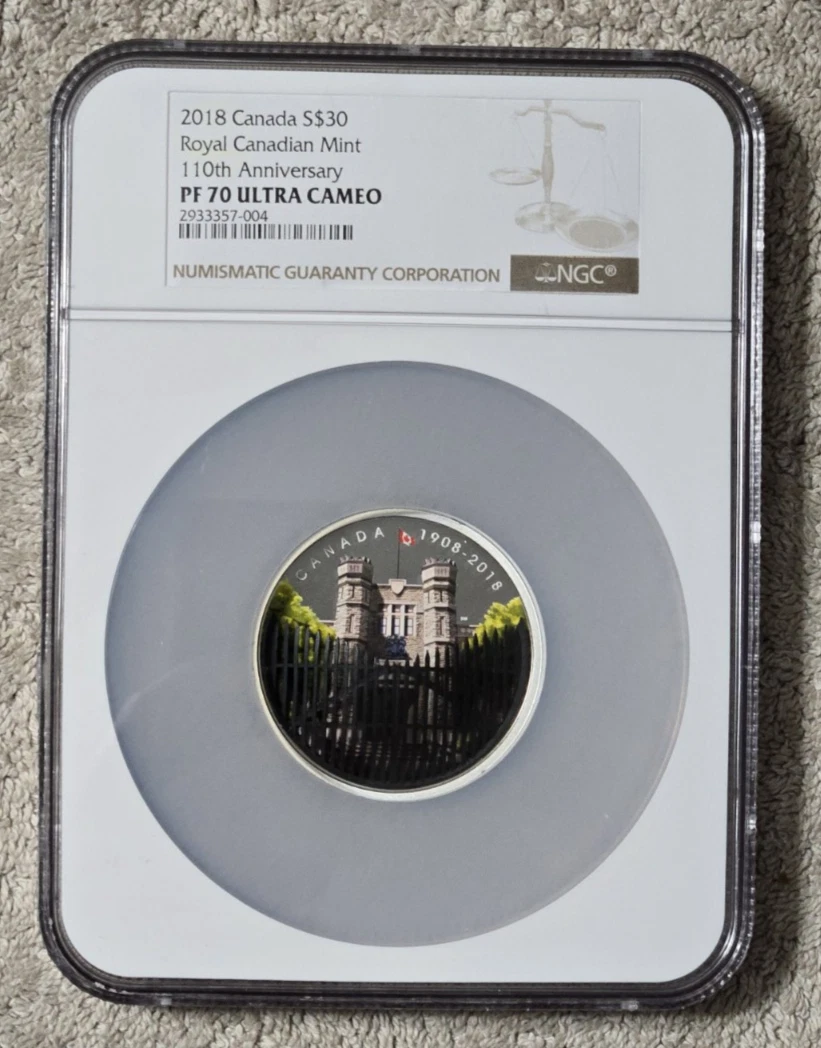 2018 Canada S$30
Royal Canadian Mint
110th Anniversary
PF 70 ULTRA CAMEO
2933357-004
NUMISMATIC GUARANTY CORPORATION
NGC®
CANADA 1908-2018